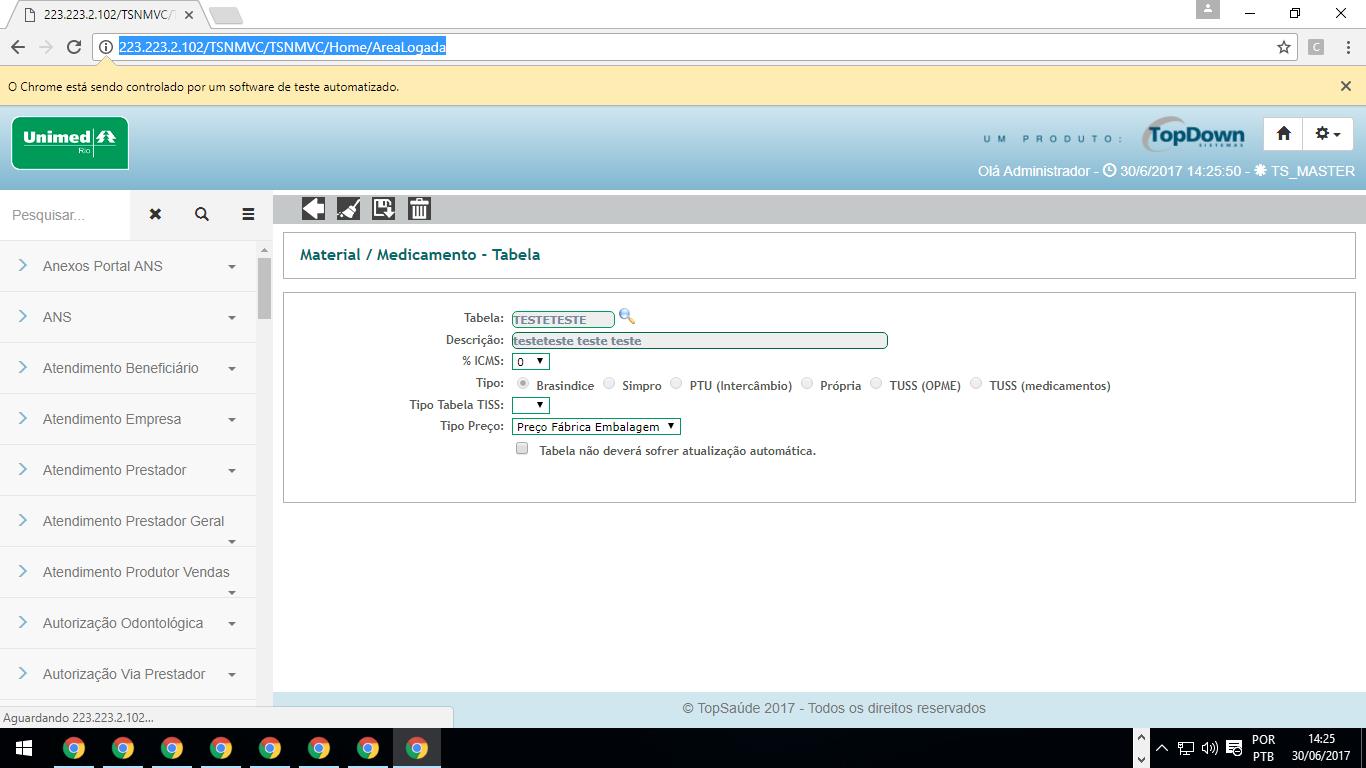 223.223.2.102/TSNMVC/T
223.223.2.102/TSNMVC/TSNMVC/Home/AreaLogada
C
O Chrome está sendo controlado por um software de teste automatizado.
Unimed
Rio
UM PRODUTO:
TopDown
SISTEMAS
Olá Administrador - 30/6/2017 14:25:50 - TS_MASTER
Pesquisar...
Anexos Portal ANS
ANS
Atendimento Beneficiário
Atendimento Empresa
Atendimento Prestador
Atendimento Prestador Geral
Atendimento Produtor Vendas
Autorização Odontológica
Autorização Via Prestador
Material / Medicamento - Tabela
Tabela: TESTETESTE
Descrição: testeteste teste teste
% ICMS: 0
Tipo: Brasindice Simpro PTU (Intercâmbio) Própria TUSS (OPME) TUSS (medicamentos)
Tipo Tabela TISS:
Tipo Preço: Preço Fábrica Embalagem
Tabela não deverá sofrer atualização automática.
© TopSaúde 2017 - Todos os direitos reservados
Aguardando 223.223.2.102...
POR
PTB
14:25
30/06/2017